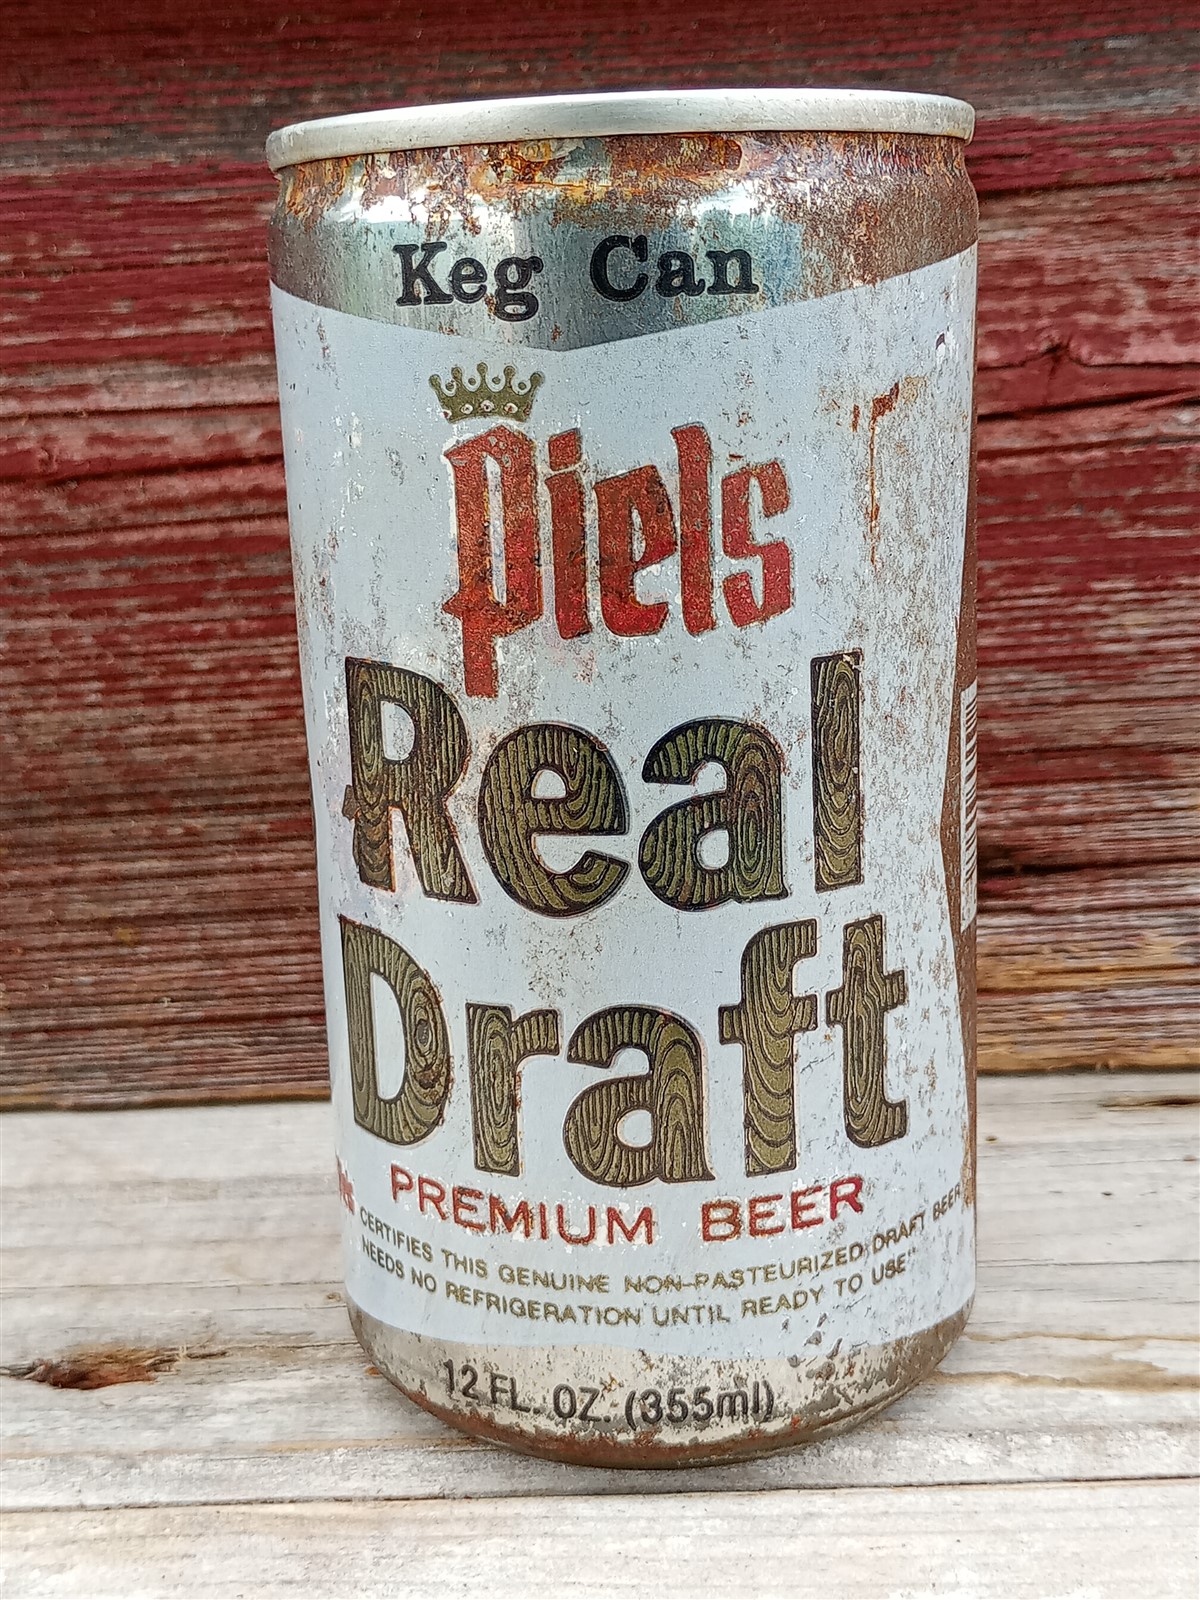 Keg Can
Piels
Real
Draft
PREMIUM BEER
CERTIFIES THIS GENUINE NON-PASTEURIZED DRAFT BEER
NEEDS NO REFRIGERATION UNTIL READY TO USE"
12 FL. OZ. (355ml)